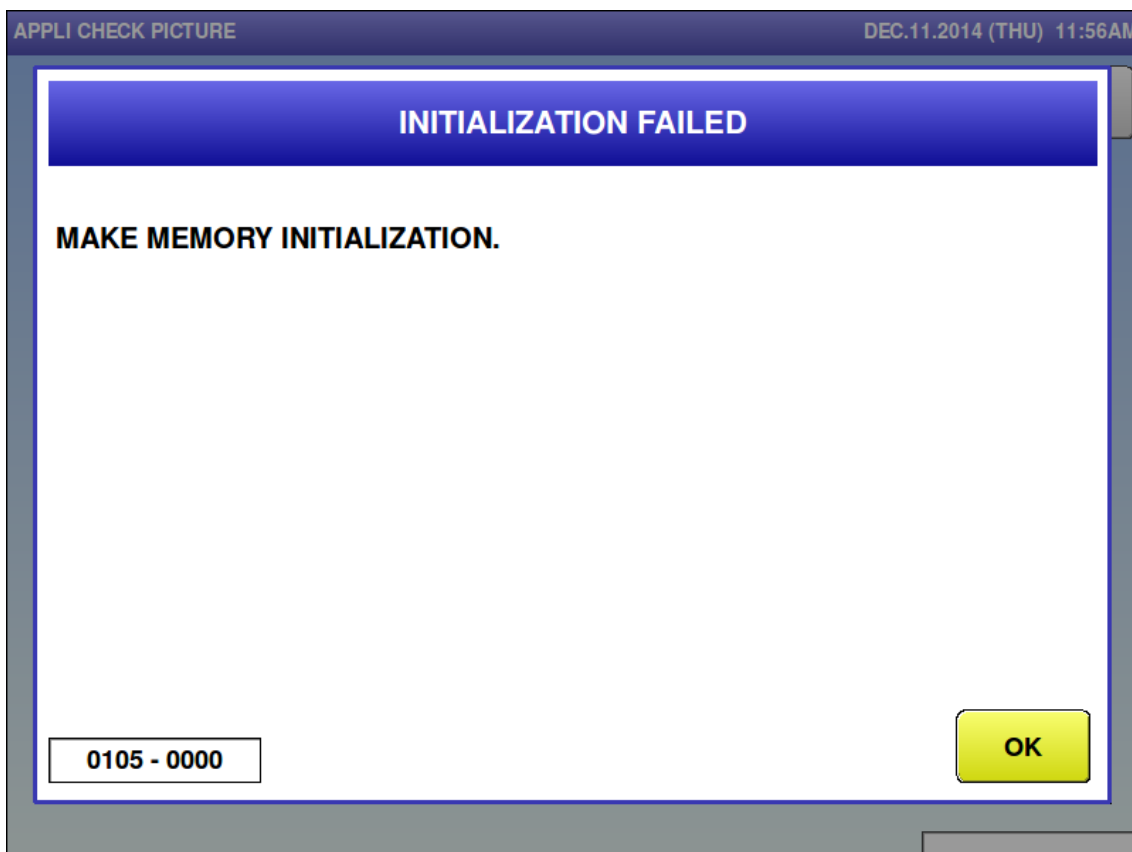 APPLI CHECK PICTURE
DEC.11.2014 (THU) 11:56AM
INITIALIZATION FAILED
MAKE MEMORY INITIALIZATION.
0105 - 0000
OK